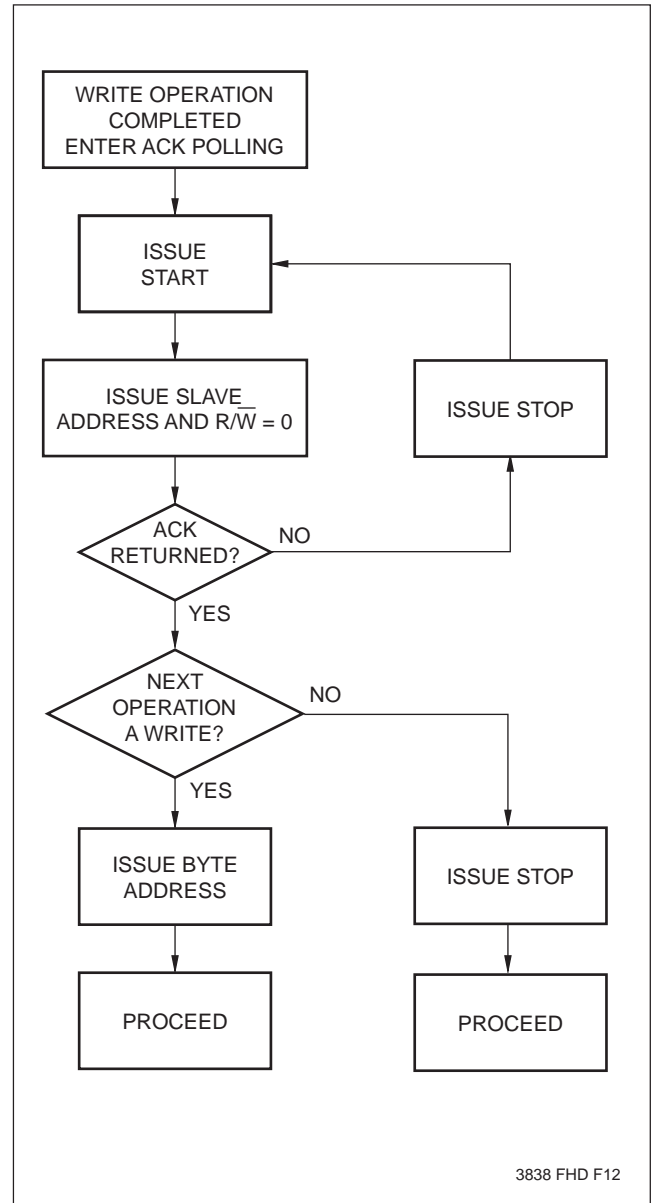 WRITE OPERATION
COMPLETED
ENTER ACK POLLING
ISSUE
START
ISSUE SLAVE
ADDRESS AND R/W̅ = 0
ISSUE STOP
ACK
RETURNED?
NO
YES
NEXT
OPERATION
A WRITE?
NO
YES
ISSUE BYTE
ADDRESS
ISSUE STOP
PROCEED
PROCEED
3838 FHD F12